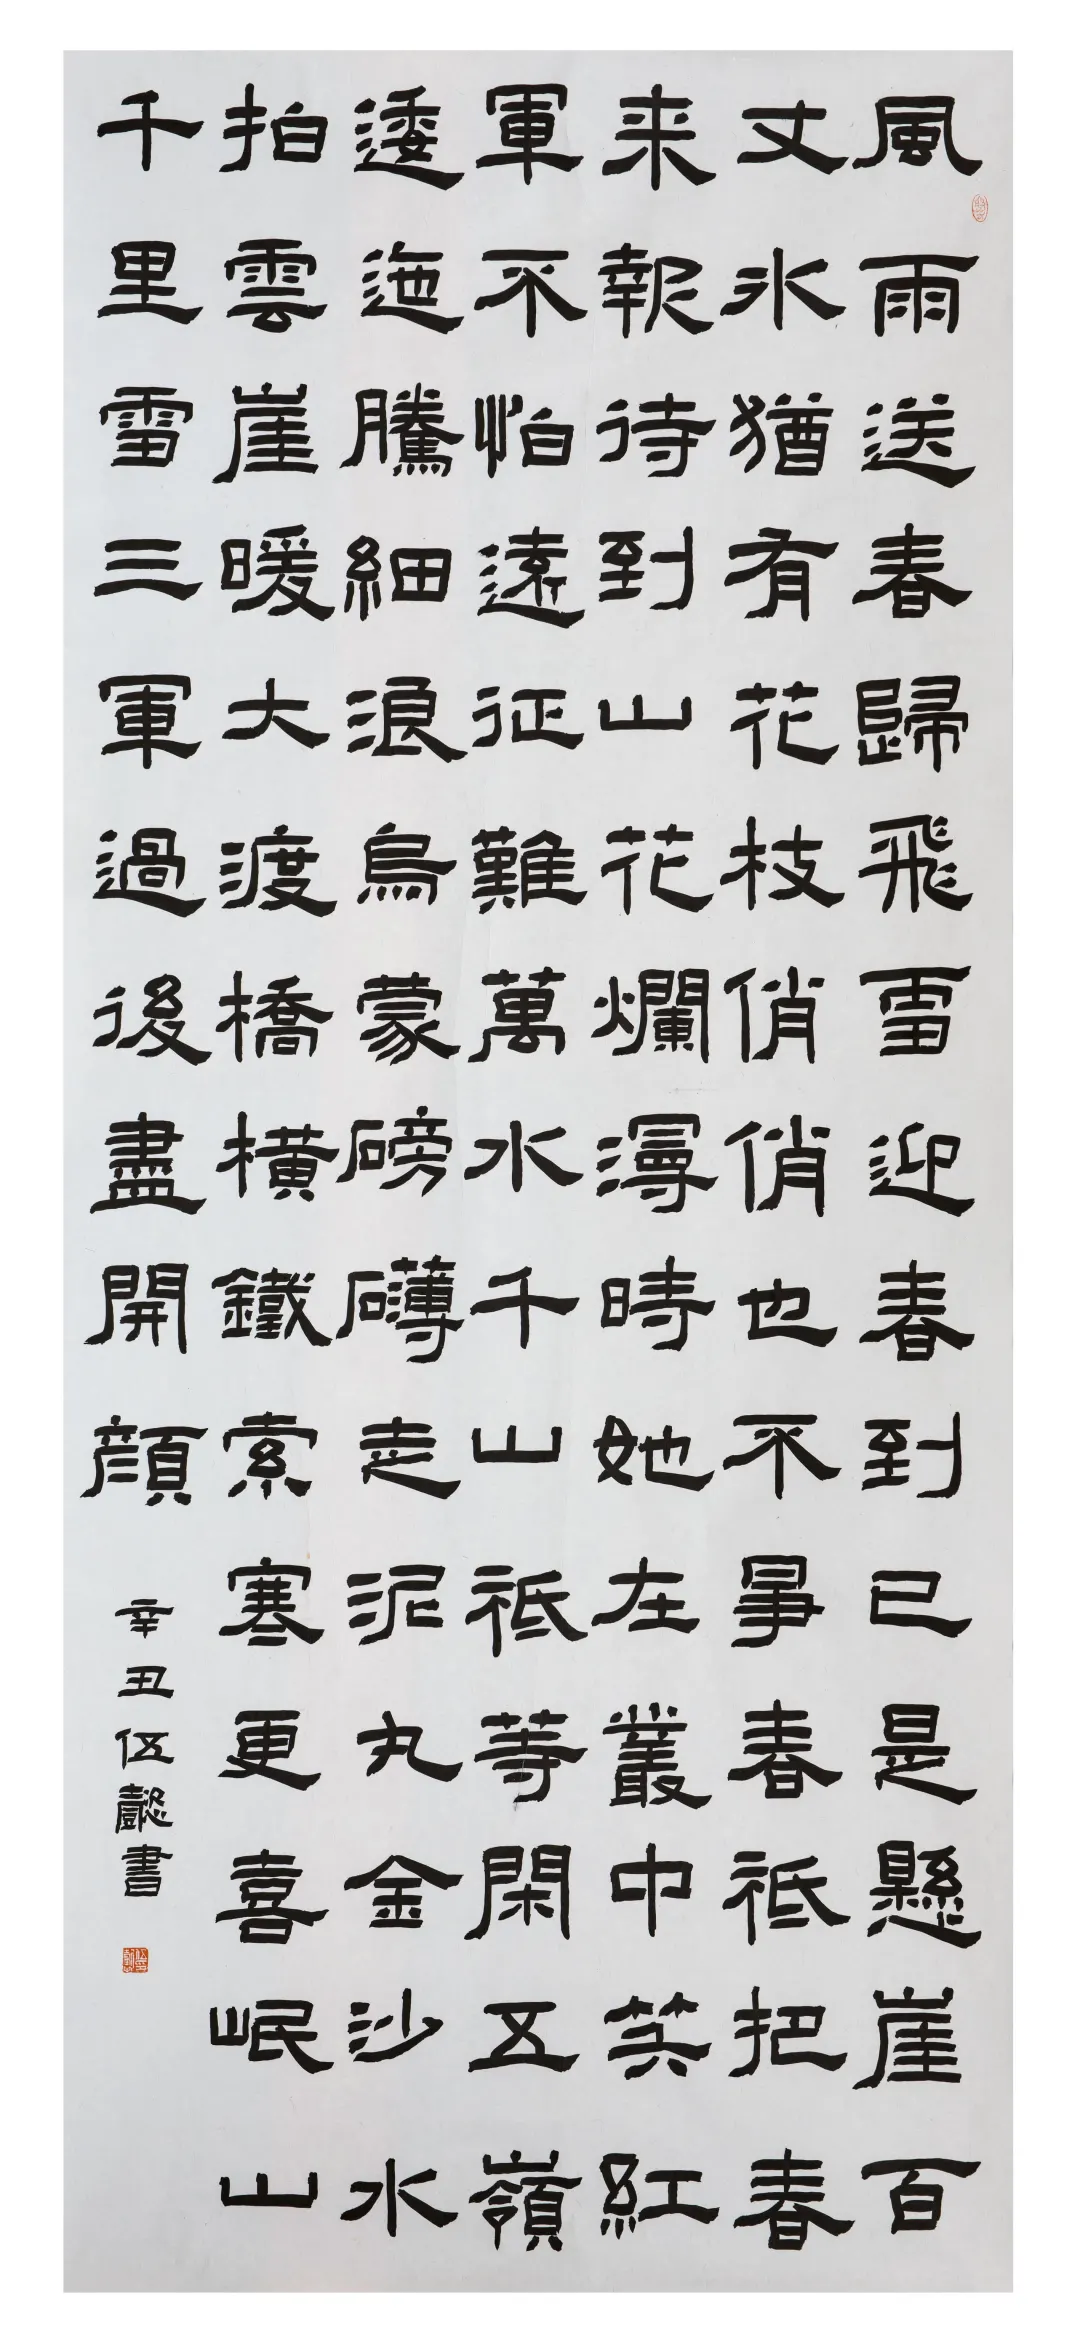 風雨送春歸飛雪迎春到已是懸崖百
丈冰猶有花枝俏俏也不爭春祇把春
来報待到山花爛漫時她在叢中笑紅
軍不怕遠征難萬水千山祇等閑五嶺
逶迤騰細浪烏蒙磅礴走泥丸金沙水
拍雲崖暖大渡橋橫鐵索寒更喜岷山
千里雪三軍過後盡開顔
辛丑伍懿書